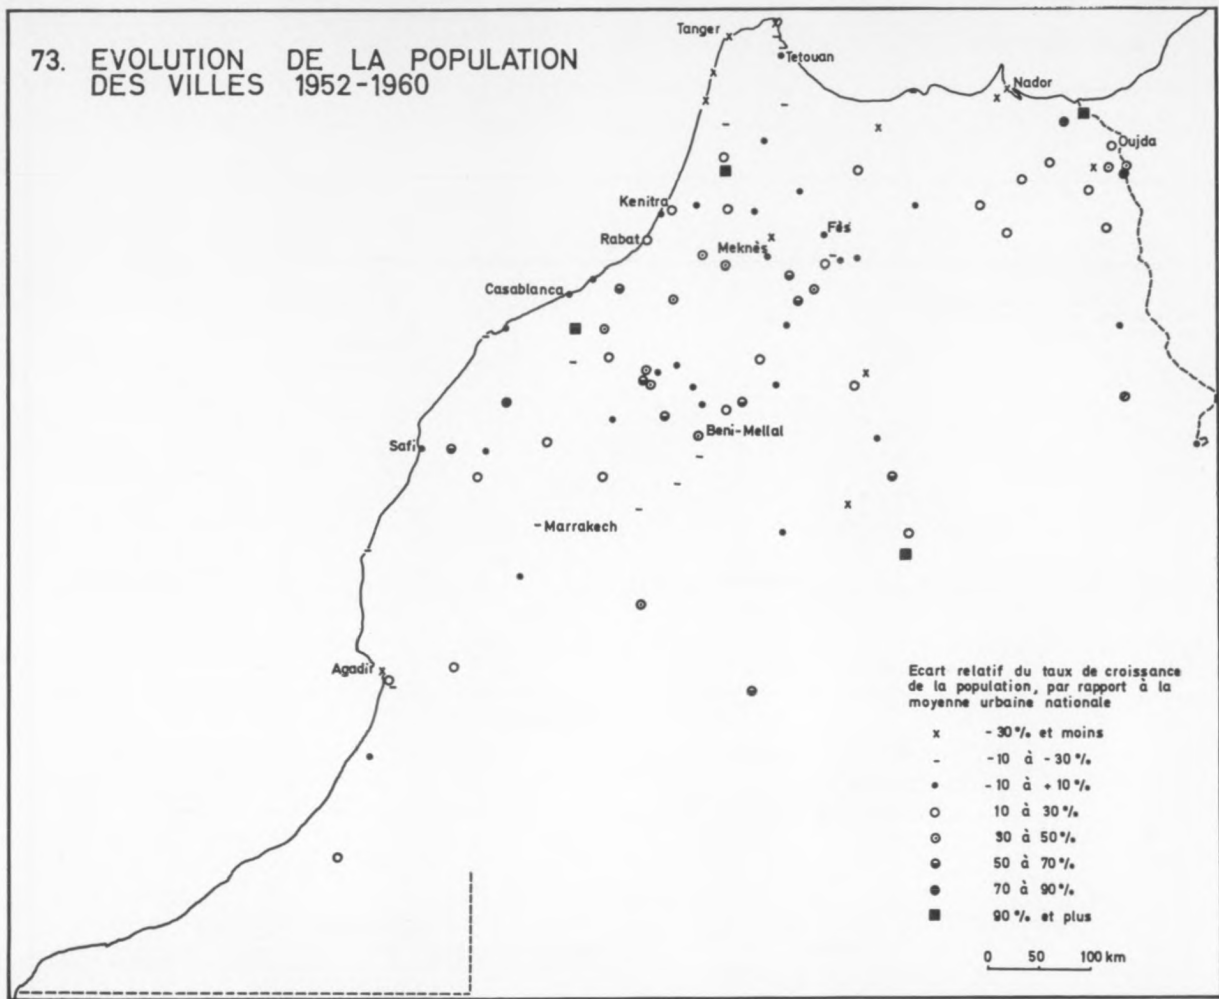 73. EVOLUTION DE LA POPULATION
DES VILLES 1952-1960
Tanger
Tetouan
Nador
Oujda
Kenitra
Rabat
Fès
Meknès
Casablanca
Safi
Beni-Mellal
Marrakech
Agadir
Ecart relatif du taux de croissance
de la population, par rapport à la
moyenne urbaine nationale
x -30% et moins
- -10 à -30%
• -10 à +10%
10 à 30%
30 à 50%
50 à 70%
70 à 90%
90% et plus
0 50 100 km